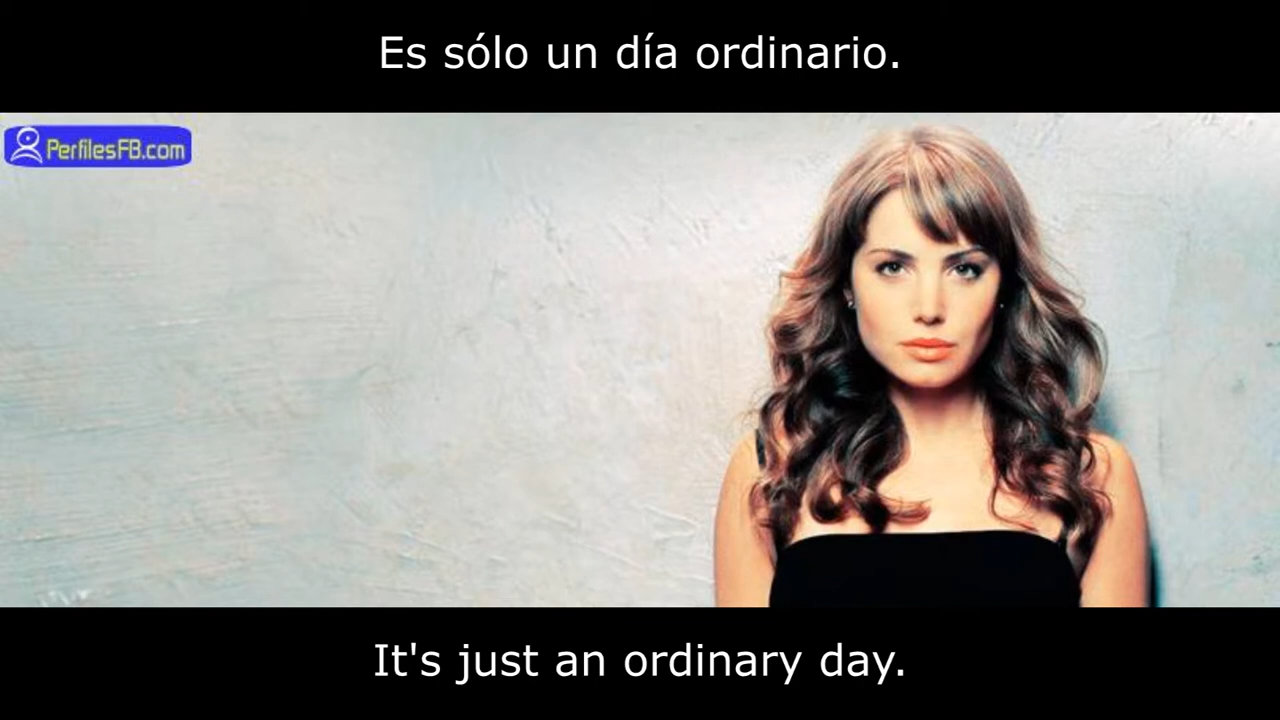 Es sólo un día ordinario.
PerfilesFB.com
It's just an ordinary day.